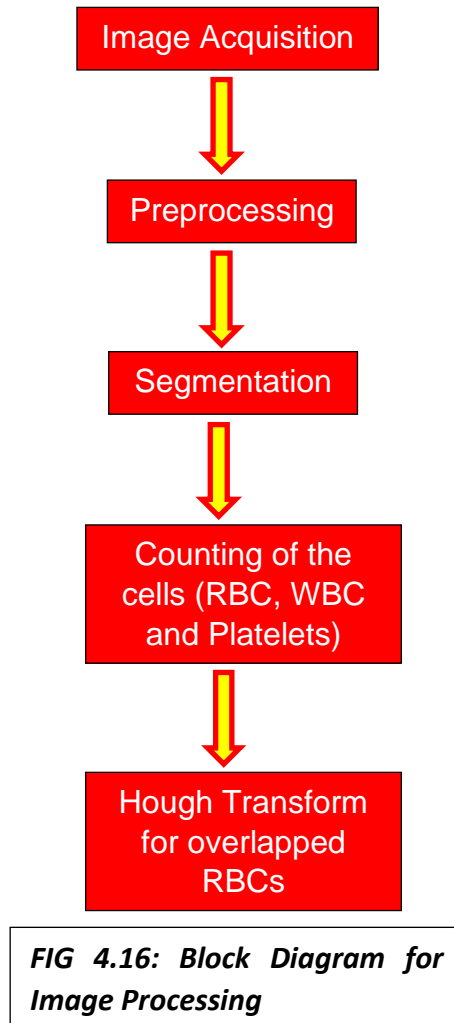 Image Acquisition
Preprocessing
Segmentation
Counting of the
cells (RBC, WBC
and Platelets)
Hough Transform
for overlapped
RBCs
FIG 4.16: Block Diagram for
Image Processing